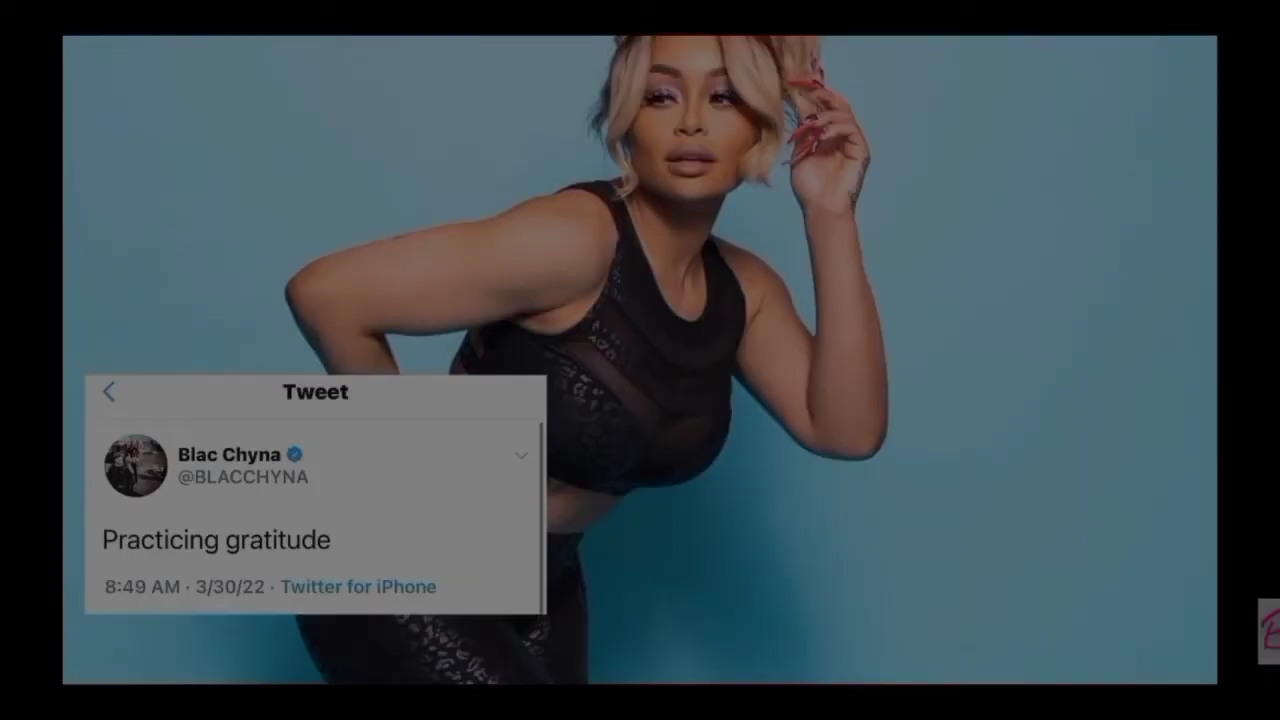 Tweet
Blac Chyna
@BLACCHYNA
Practicing gratitude
8:49 AM · 3/30/22 · Twitter for iPhone